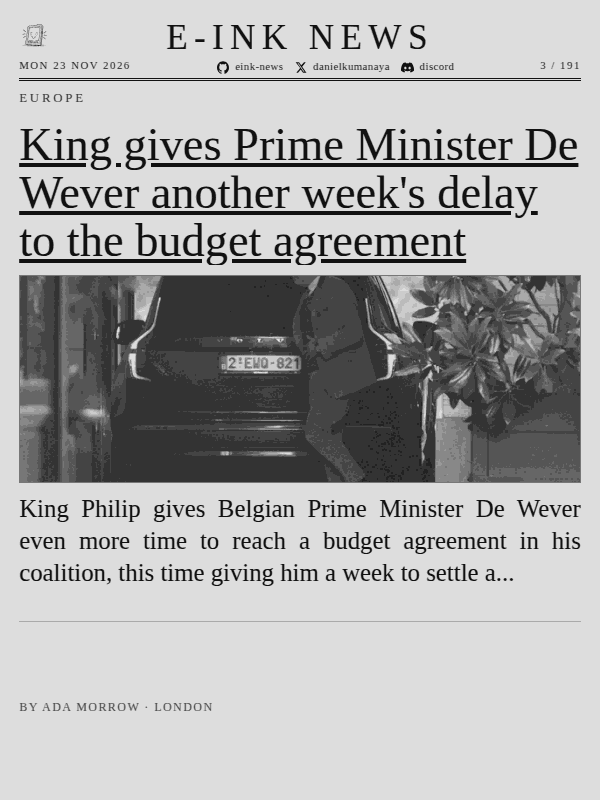 E-INK NEWS
MON 23 NOV 2026 eink-news danielkumanaya discord 3 / 191
EUROPE
King gives Prime Minister De
Wever another week's delay
to the budget agreement
2·EWQ-821
King Philip gives Belgian Prime Minister De Wever
even more time to reach a budget agreement in his
coalition, this time giving him a week to settle a...
BY ADA MORROW · LONDON